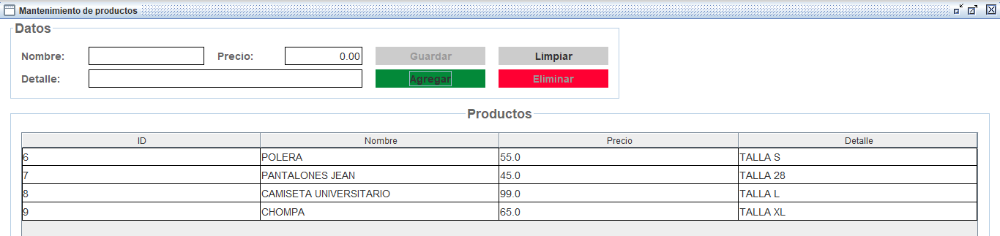 Mantenimiento de productos
Datos
Nombre: Precio: 0.00 Guardar Limpiar
Detalle: Agregar Eliminar
Productos
ID Nombre Precio Detalle
6 POLERA 55.0 TALLA S
7 PANTALONES JEAN 45.0 TALLA 28
8 CAMISETA UNIVERSITARIO 99.0 TALLA L
9 CHOMPA 65.0 TALLA XL